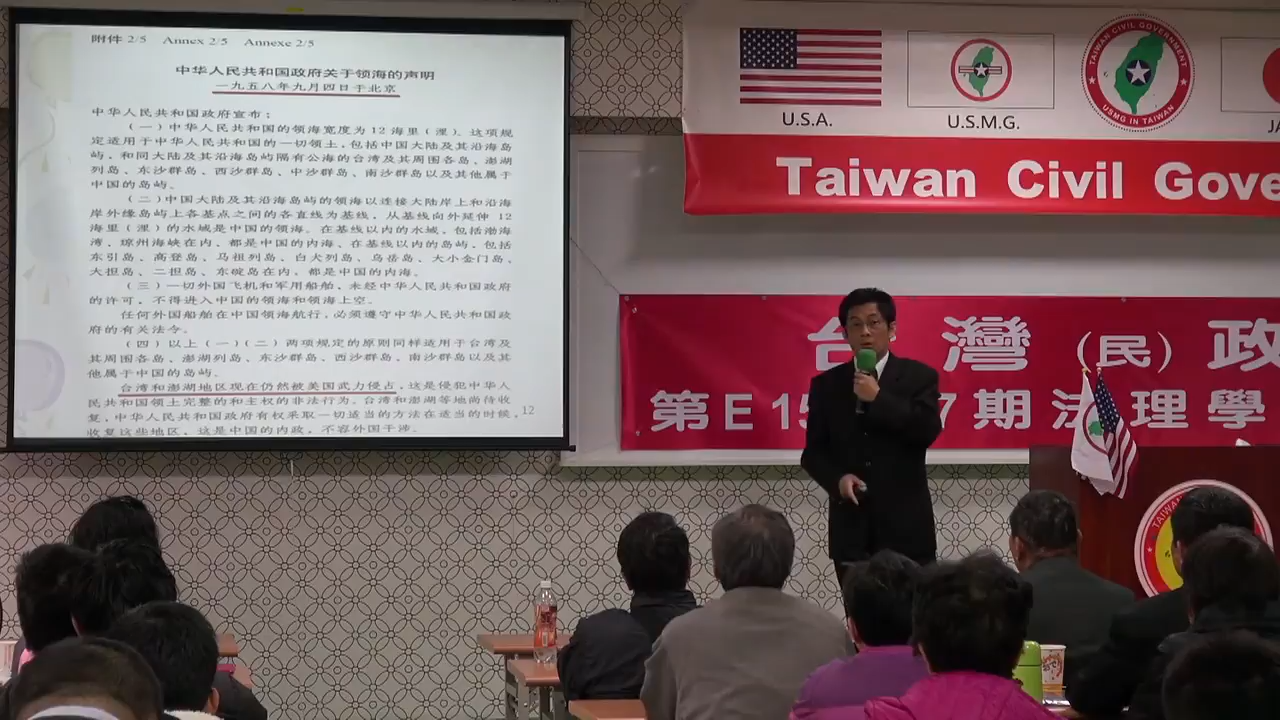 附件 2/5 Annex 2/5 Annexe 2/5
中华人民共和国政府关于领海的声明
一九五八年九月四日于北京
中华人民共和国政府宣布：
（一）中华人民共和国的领海宽度为12海里（浬）。这项规
定适用于中华人民共和国的一切领土，包括中国大陆及其沿海岛
屿，和同大陆及其沿海岛屿隔有公海的台湾及其周围各岛、澎湖
列岛、东沙群岛、西沙群岛、中沙群岛、南沙群岛以及其他属于
中国的岛屿。
（二）中国大陆及其沿海岛屿的领海以连接大陆岸上和沿海
岸外缘岛屿上各基点之间的各直线为基线，从基线向外延伸 12
海里（浬）的水域是中国的领海。在基线以内的水域，包括渤海
湾、琼州海峡在内，都是中国的内海、在基线以内的岛屿，包括
东引岛、高登岛、马祖列岛、白犬列岛、乌岳岛、大小金门岛、
大担岛、二担岛、东碇岛在内，都是中国的内海。
（三）一切外国飞机和军用船舶，未经中华人民共和国政府
的许可，不得进入中国的领海和领海上空。
任何外国船舶在中国领海航行，必须遵守中华人民共和国政
府的有关法令。
（四）以上（一）（二）两项规定的原则同样适用于台湾及
其周围各岛、澎湖列岛、东沙群岛、西沙群岛、南沙群岛以及其
他属于中国的岛屿。
台湾和澎湖地区现在仍然被美国武力侵占，这是侵犯中华人
民共和国领土完整的和主权的非法行为。台湾和澎湖等地尚待收
复，中华人民共和国政府有权采取一切适当的方法在适当的时候，
收复这些地区，这是中国的内政，不容外国干涉。
12
U.S.A.
U.S.M.G.
TAIWAN CIVIL GOVERNMENT
USMG IN TAIWAN
JA
Taiwan Civil Gove
台灣（民）政
第E15 7期法理學
TAIWAN